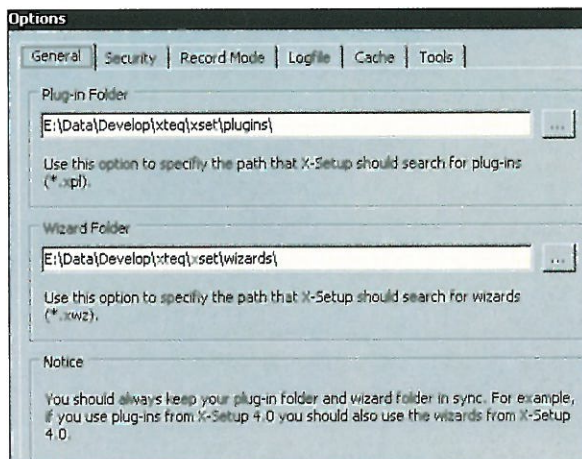 Options
General Security Record Mode Logfile Cache Tools
Plug-in Folder
E:\Data\Develop\xteq\xset\plugins\ ...
Use this option to specifiy the path that X-Setup should search for plug-ins
(*.xpl).
Wizard Folder
E:\Data\Develop\xteq\xset\wizards\ ...
Use this option to specifiy the path that X-Setup should search for wizards
(*.xwz).
Notice
You should always keep your plug-in folder and wizard folder in sync. For example,
if you use plug-ins from X-Setup 4.0 you should also use the wizards from X-Setup
4.0.